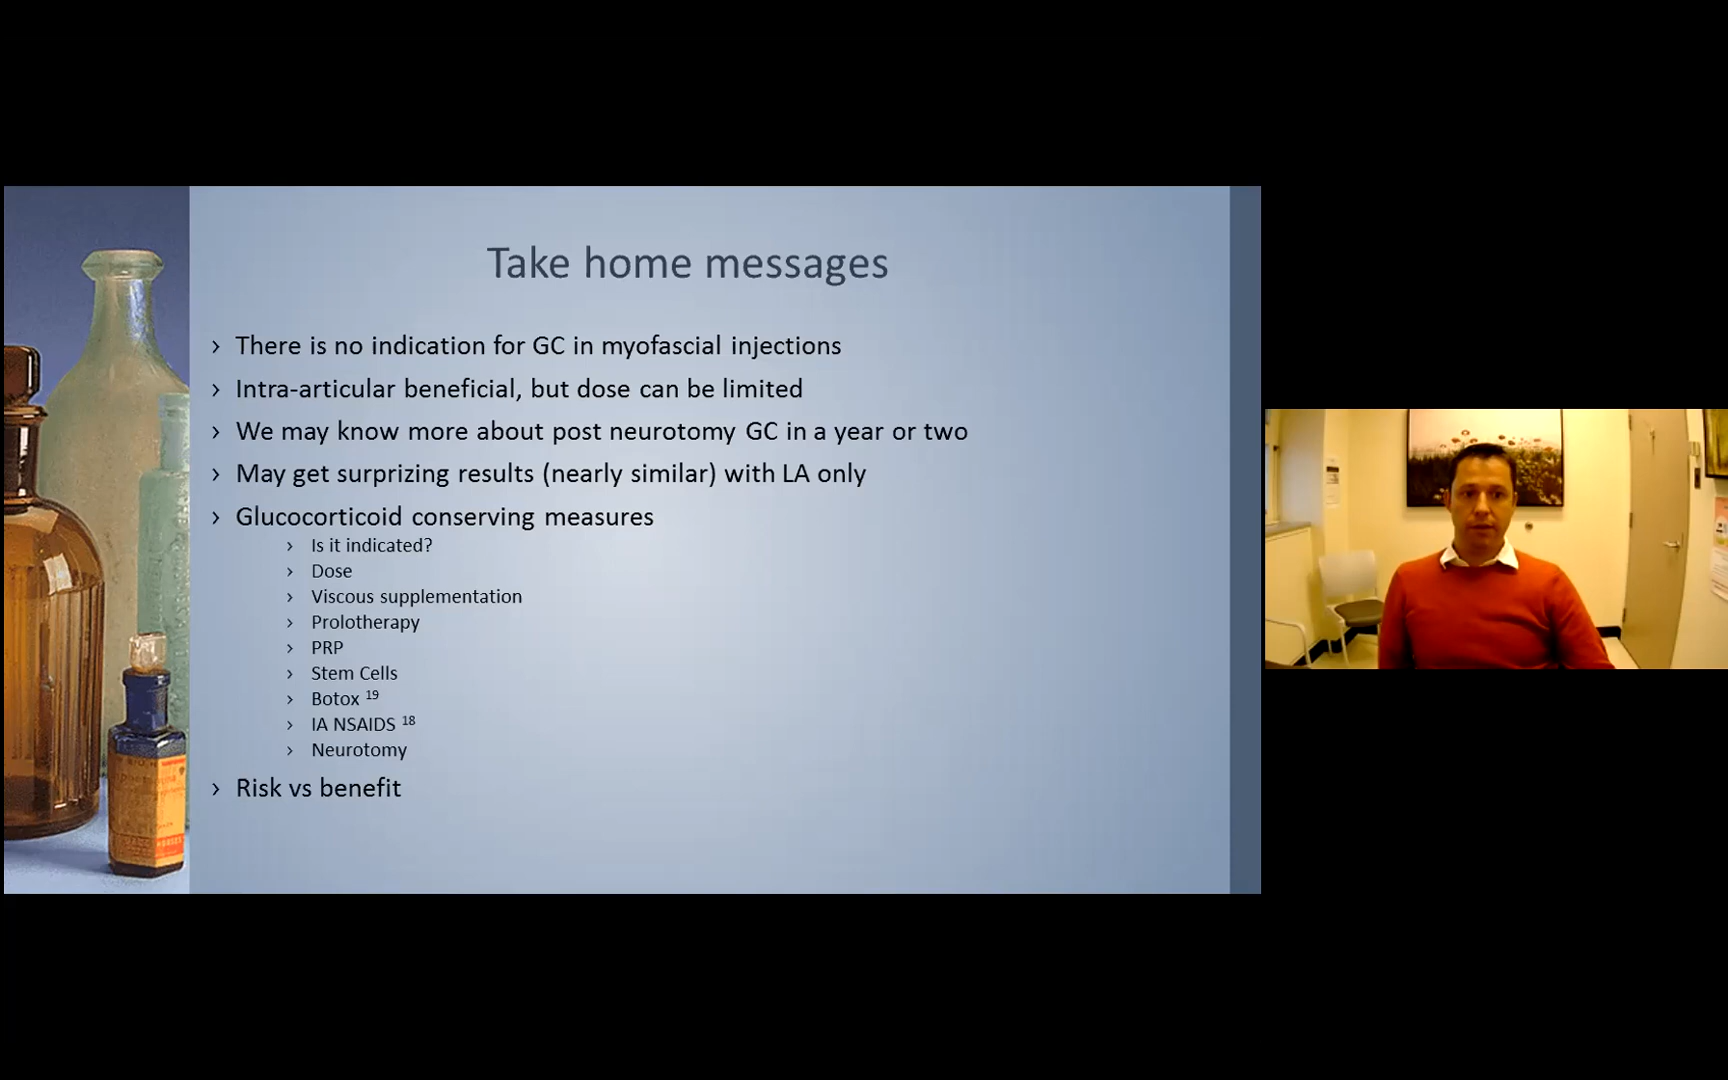 Take home messages
› There is no indication for GC in myofascial injections
› Intra-articular beneficial, but dose can be limited
› We may know more about post neurotomy GC in a year or two
› May get surprizing results (nearly similar) with LA only
› Glucocorticoid conserving measures
› Is it indicated?
› Dose
› Viscous supplementation
› Prolotherapy
› PRP
› Stem Cells
› Botox 19
› IA NSAIDS 18
› Neurotomy
› Risk vs benefit